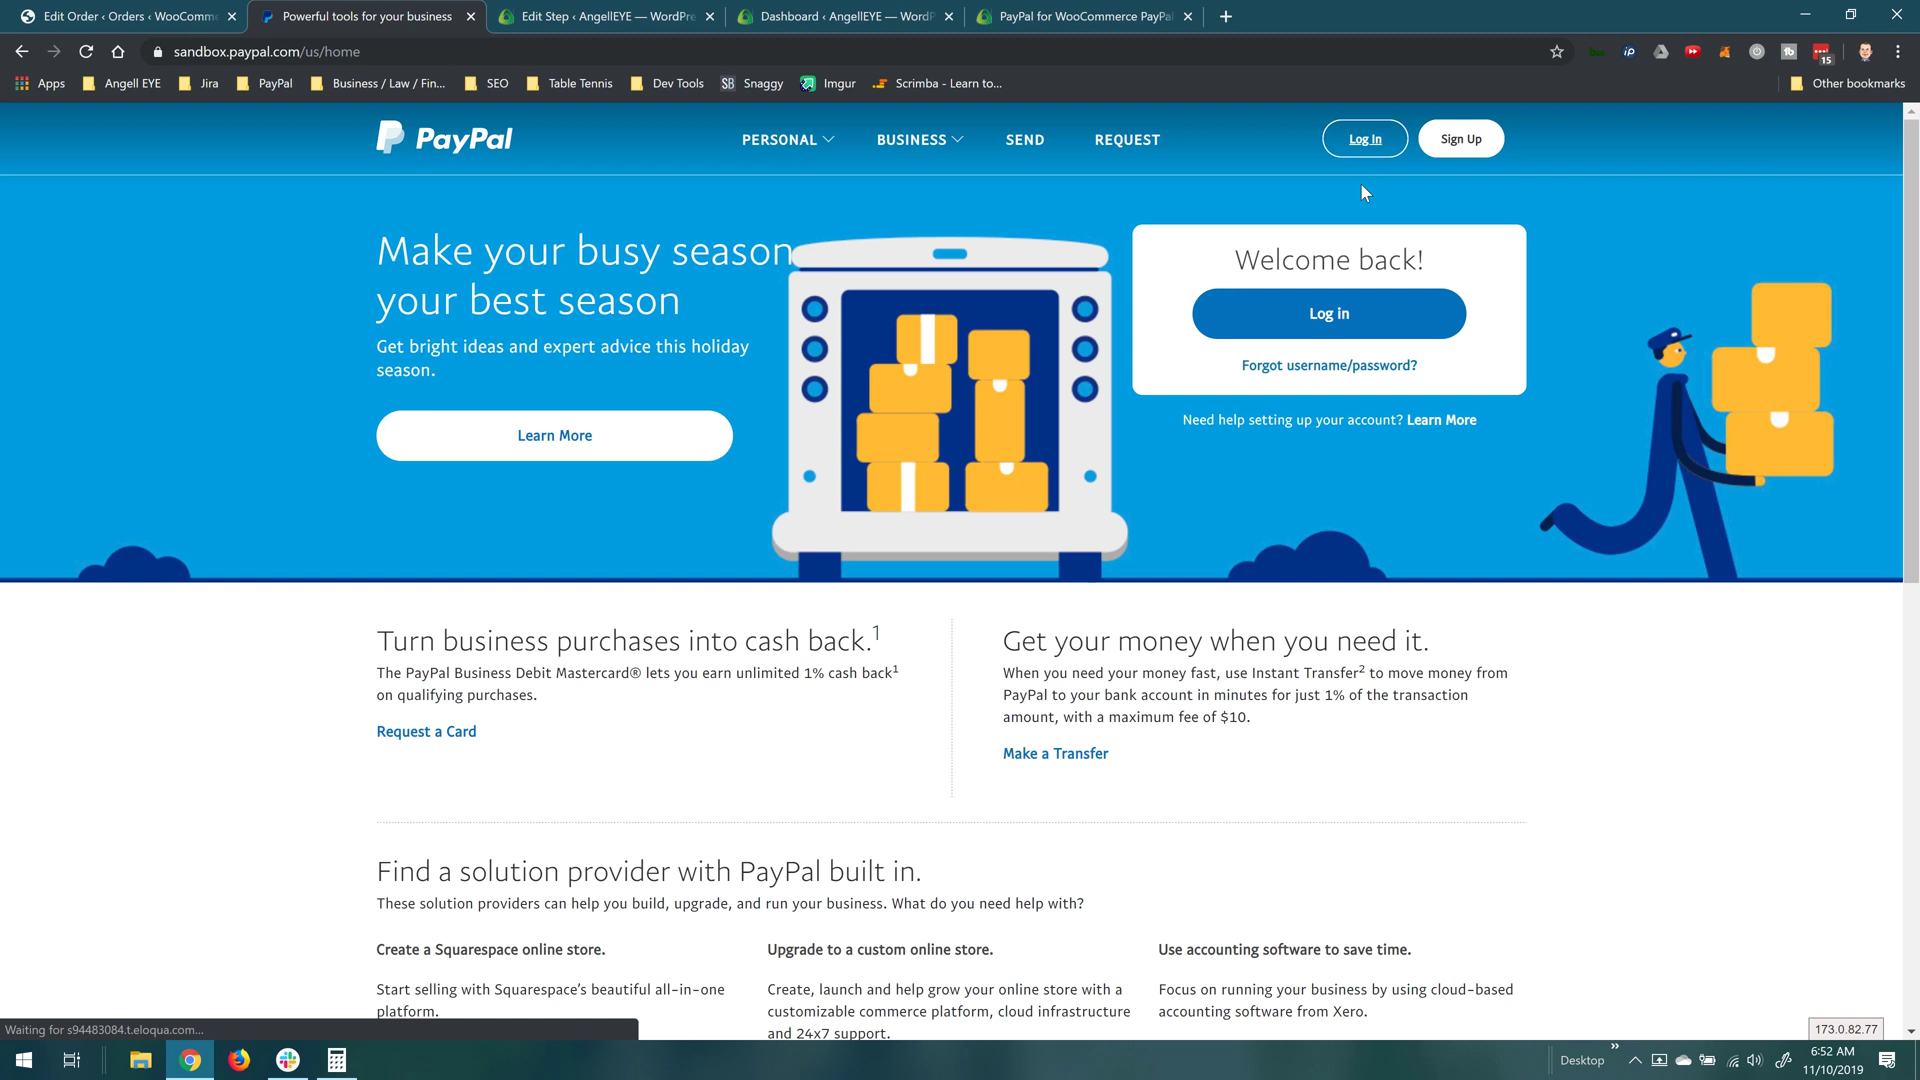 Edit Order ‹ Orders ‹ WooComme
Powerful tools for your business
Edit Step ‹ AngellEYE — WordPre
Dashboard ‹ AngellEYE — WordP
PayPal for WooCommerce PayPal
sandbox.paypal.com/us/home
15
Apps
Angell EYE
Jira
PayPal
Business / Law / Fin...
SEO
Table Tennis
Dev Tools
SB Snaggy
Imgur
Scrimba - Learn to...
Other bookmarks
PayPal
PERSONAL
BUSINESS
SEND
REQUEST
Log In
Sign Up
Make your busy season
your best season
Get bright ideas and expert advice this holiday
season.
Learn More
Welcome back!
Log in
Forgot username/password?
Need help setting up your account? Learn More
Turn business purchases into cash back.1
The PayPal Business Debit Mastercard® lets you earn unlimited 1% cash back1
on qualifying purchases.
Request a Card
Get your money when you need it.
When you need your money fast, use Instant Transfer2 to move money from
PayPal to your bank account in minutes for just 1% of the transaction
amount, with a maximum fee of $10.
Make a Transfer
Find a solution provider with PayPal built in.
These solution providers can help you build, upgrade, and run your business. What do you need help with?
Create a Squarespace online store.
Start selling with Squarespace's beautiful all-in-one
platform.
Upgrade to a custom online store.
Create, launch and help grow your online store with a
customizable commerce platform, cloud infrastructure
and 24x7 support.
Use accounting software to save time.
Focus on running your business by using cloud-based
accounting software from Xero.
Waiting for s94483084.t.eloqua.com...
173.0.82.77
Desktop
6:52 AM
11/10/2019